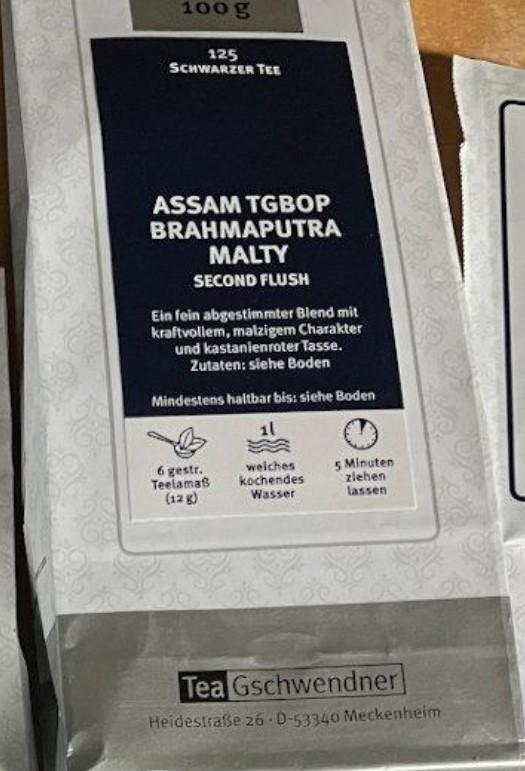 100 g
125
SCHWARZER TEE
ASSAM TGBOP
BRAHMAPUTRA
MALTY
SECOND FLUSH
Ein fein abgestimmter Blend mit
kraftvollem, malzigem Charakter
und kastanienroter Tasse.
Zutaten: siehe Boden
Mindestens haltbar bis: siehe Boden
6 gestr.
Teelamaß
(12 g)
1l
weiches
kochendes
Wasser
5 Minuten
ziehen
lassen
Tea Gschwendner
Heidestraße 26 · D-53340 Meckenheim